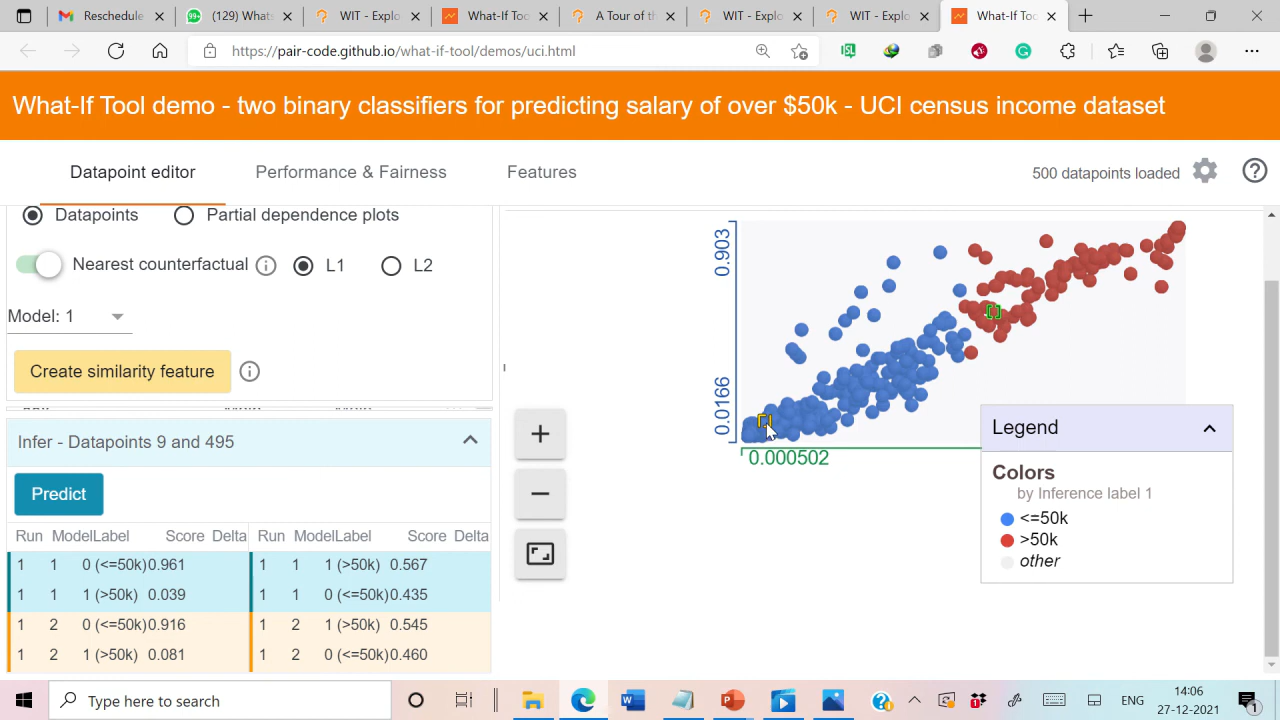 Reschedule
(129) Whats
WIT - Explo
What-If Too
A Tour of th
WIT - Explo
WIT - Explo
What-If Too
https://pair-code.github.io/what-if-tool/demos/uci.html
ISL
What-If Tool demo - two binary classifiers for predicting salary of over $50k - UCI census income dataset
Datapoint editor
Performance & Fairness
Features
500 datapoints loaded
Datapoints
Partial dependence plots
Nearest counterfactual
L1
L2
Model: 1
Create similarity feature
Infer - Datapoints 9 and 495
Predict
Run ModelLabel Score Delta Run ModelLabel Score Delta
1 1 0 (<=50k)0.961 1 1 1 (>50k) 0.567
1 1 1 (>50k) 0.039 1 1 0 (<=50k)0.435
1 2 0 (<=50k)0.916 1 2 1 (>50k) 0.545
1 2 1 (>50k) 0.081 1 2 0 (<=50k)0.460
0.903
0.0166
0.000502
Legend
Colors
by Inference label 1
<=50k
>50k
other
Type here to search
ENG
14:06
27-12-2021